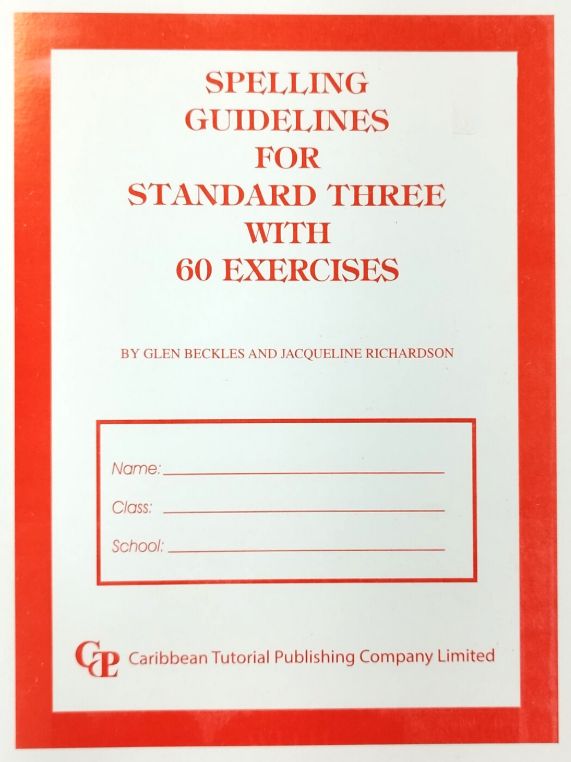 SPELLING
GUIDELINES
FOR
STANDARD THREE
WITH
60 EXERCISES
BY GLEN BECKLES AND JACQUELINE RICHARDSON
Name:
Class:
School:
CTP Caribbean Tutorial Publishing Company Limited